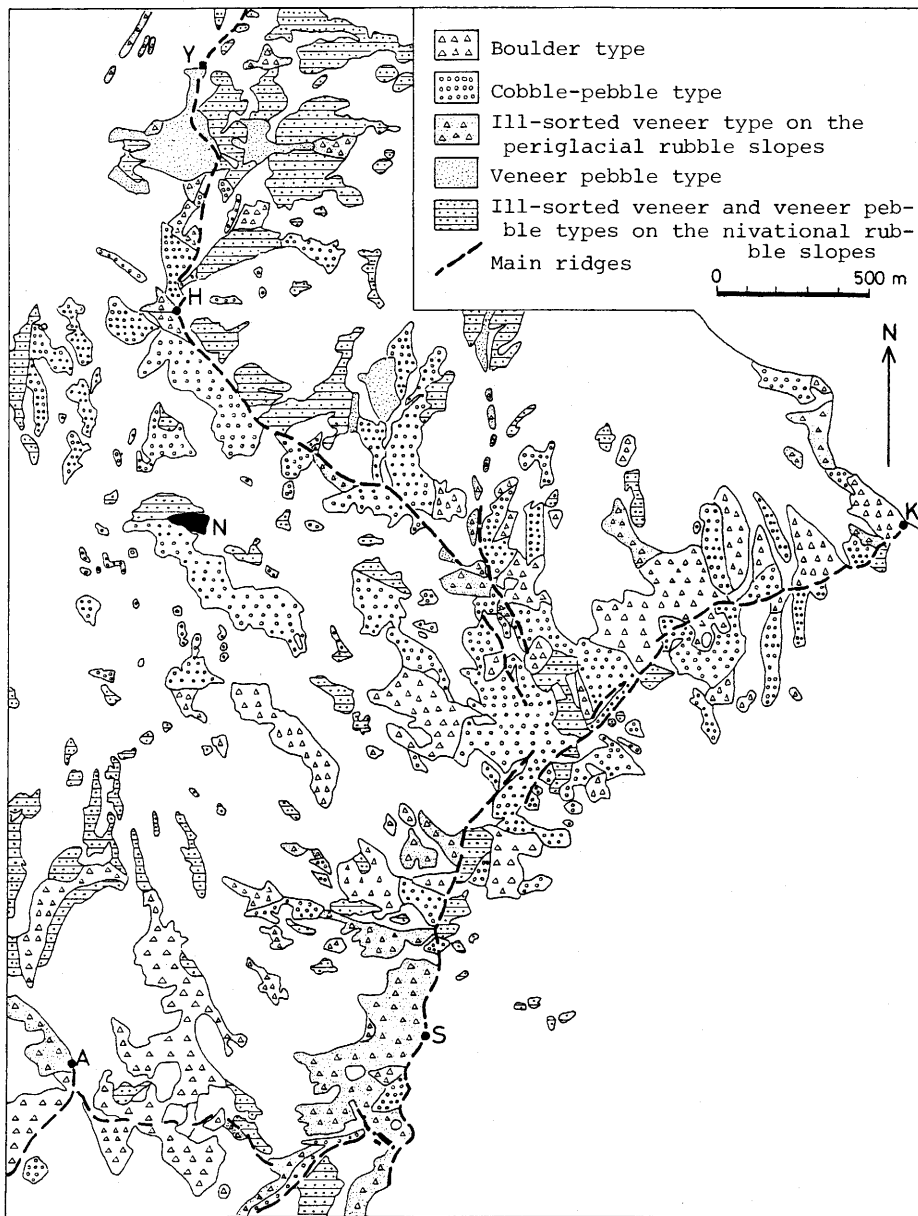 Boulder type
Cobble-pebble type
Ill-sorted veneer type on the
periglacial rubble slopes
Veneer pebble type
Ill-sorted veneer and veneer peb-
ble types on the nivational rub-
ble slopes
Main ridges
0 500 m
Y
H
N
K
N
A
S